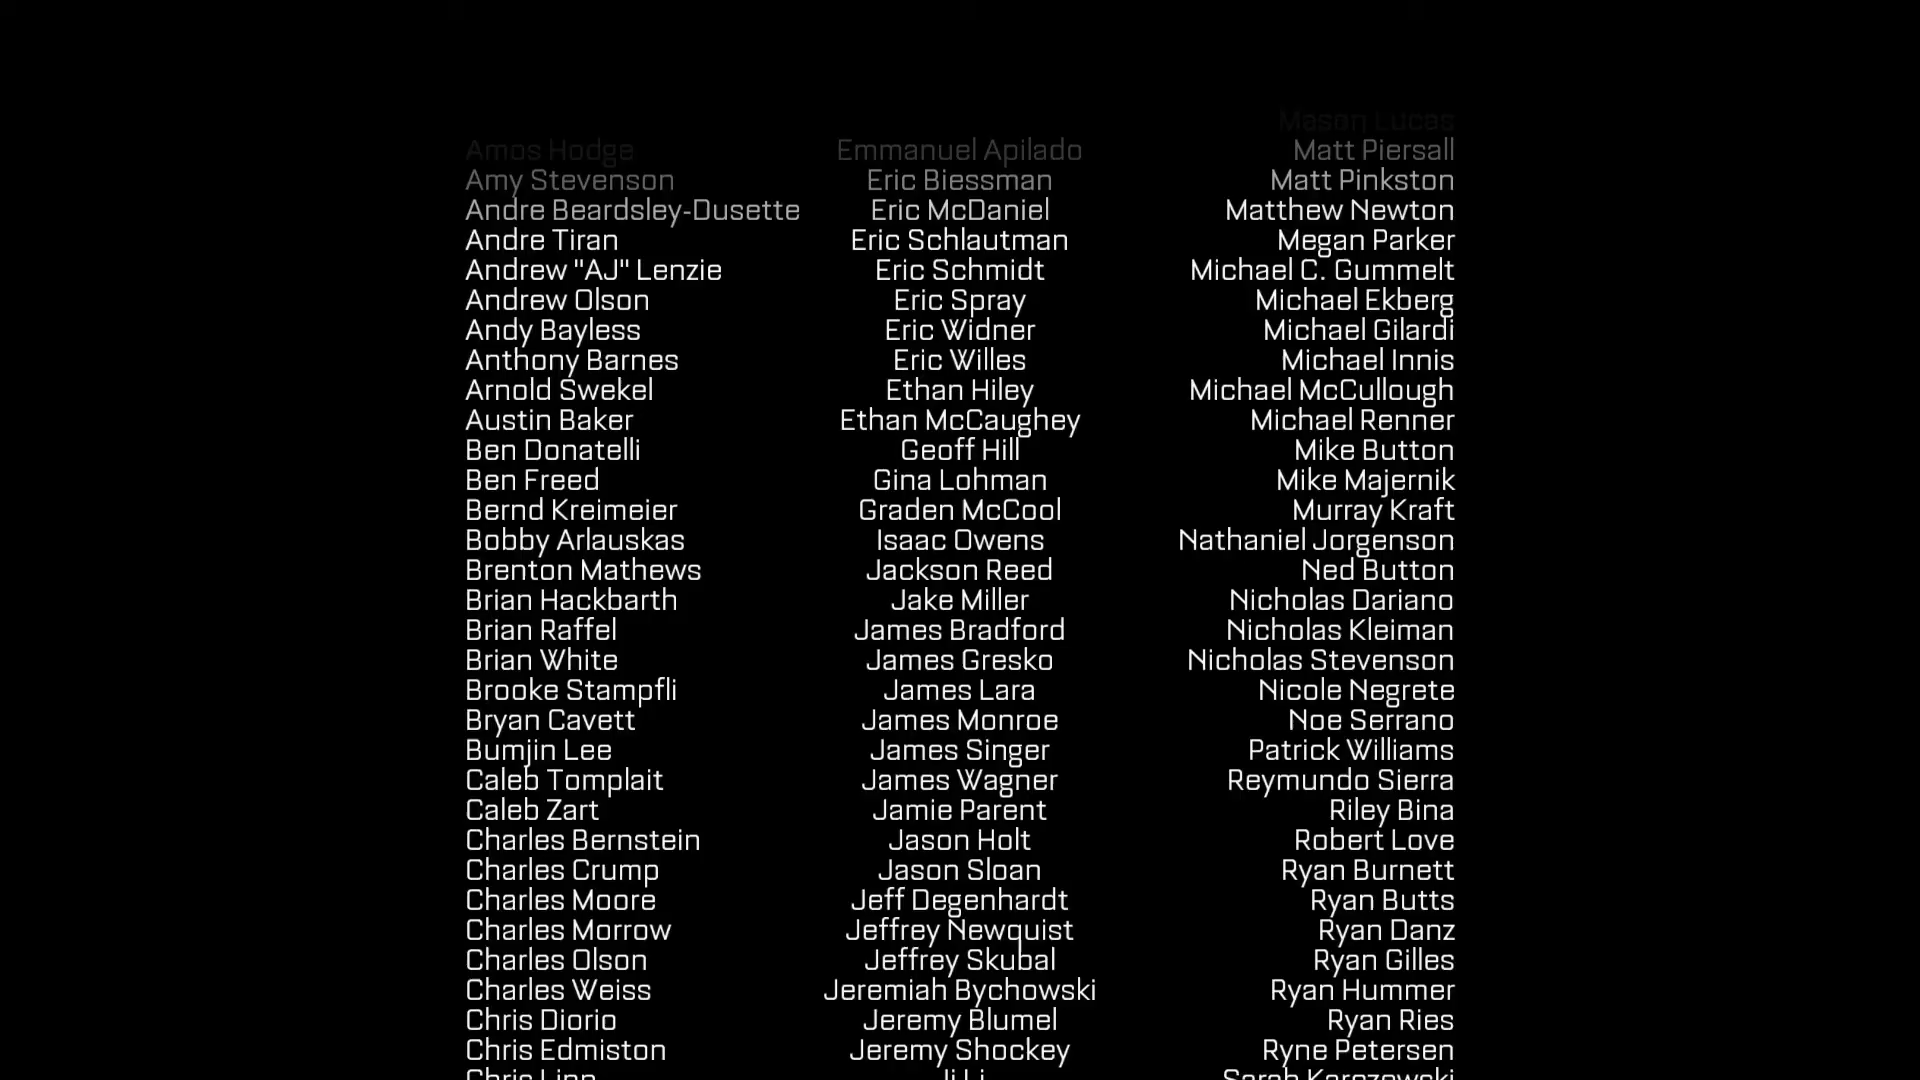 Mason Lucas
Amos Hodge Emmanuel Apilado Matt Piersall
Amy Stevenson Eric Biessman Matt Pinkston
Andre Beardsley-Dusette Eric McDaniel Matthew Newton
Andre Tiran Eric Schlautman Megan Parker
Andrew "AJ" Lenzie Eric Schmidt Michael C. Gummelt
Andrew Olson Eric Spray Michael Ekberg
Andy Bayless Eric Widner Michael Gilardi
Anthony Barnes Eric Willes Michael Innis
Arnold Swekel Ethan Hiley Michael McCullough
Austin Baker Ethan McCaughey Michael Renner
Ben Donatelli Geoff Hill Mike Button
Ben Freed Gina Lohman Mike Majernik
Bernd Kreimeier Graden McCool Murray Kraft
Bobby Arlauskas Isaac Owens Nathaniel Jorgenson
Brenton Mathews Jackson Reed Ned Button
Brian Hackbarth Jake Miller Nicholas Dariano
Brian Raffel James Bradford Nicholas Kleiman
Brian White James Gresko Nicholas Stevenson
Brooke Stampfli James Lara Nicole Negrete
Bryan Cavett James Monroe Noe Serrano
Bumjin Lee James Singer Patrick Williams
Caleb Tomplait James Wagner Reymundo Sierra
Caleb Zart Jamie Parent Riley Bina
Charles Bernstein Jason Holt Robert Love
Charles Crump Jason Sloan Ryan Burnett
Charles Moore Jeff Degenhardt Ryan Butts
Charles Morrow Jeffrey Newquist Ryan Danz
Charles Olson Jeffrey Skubal Ryan Gilles
Charles Weiss Jeremiah Bychowski Ryan Hummer
Chris Diorio Jeremy Blumel Ryan Ries
Chris Edmiston Jeremy Shockey Ryne Petersen
Chris Sarah